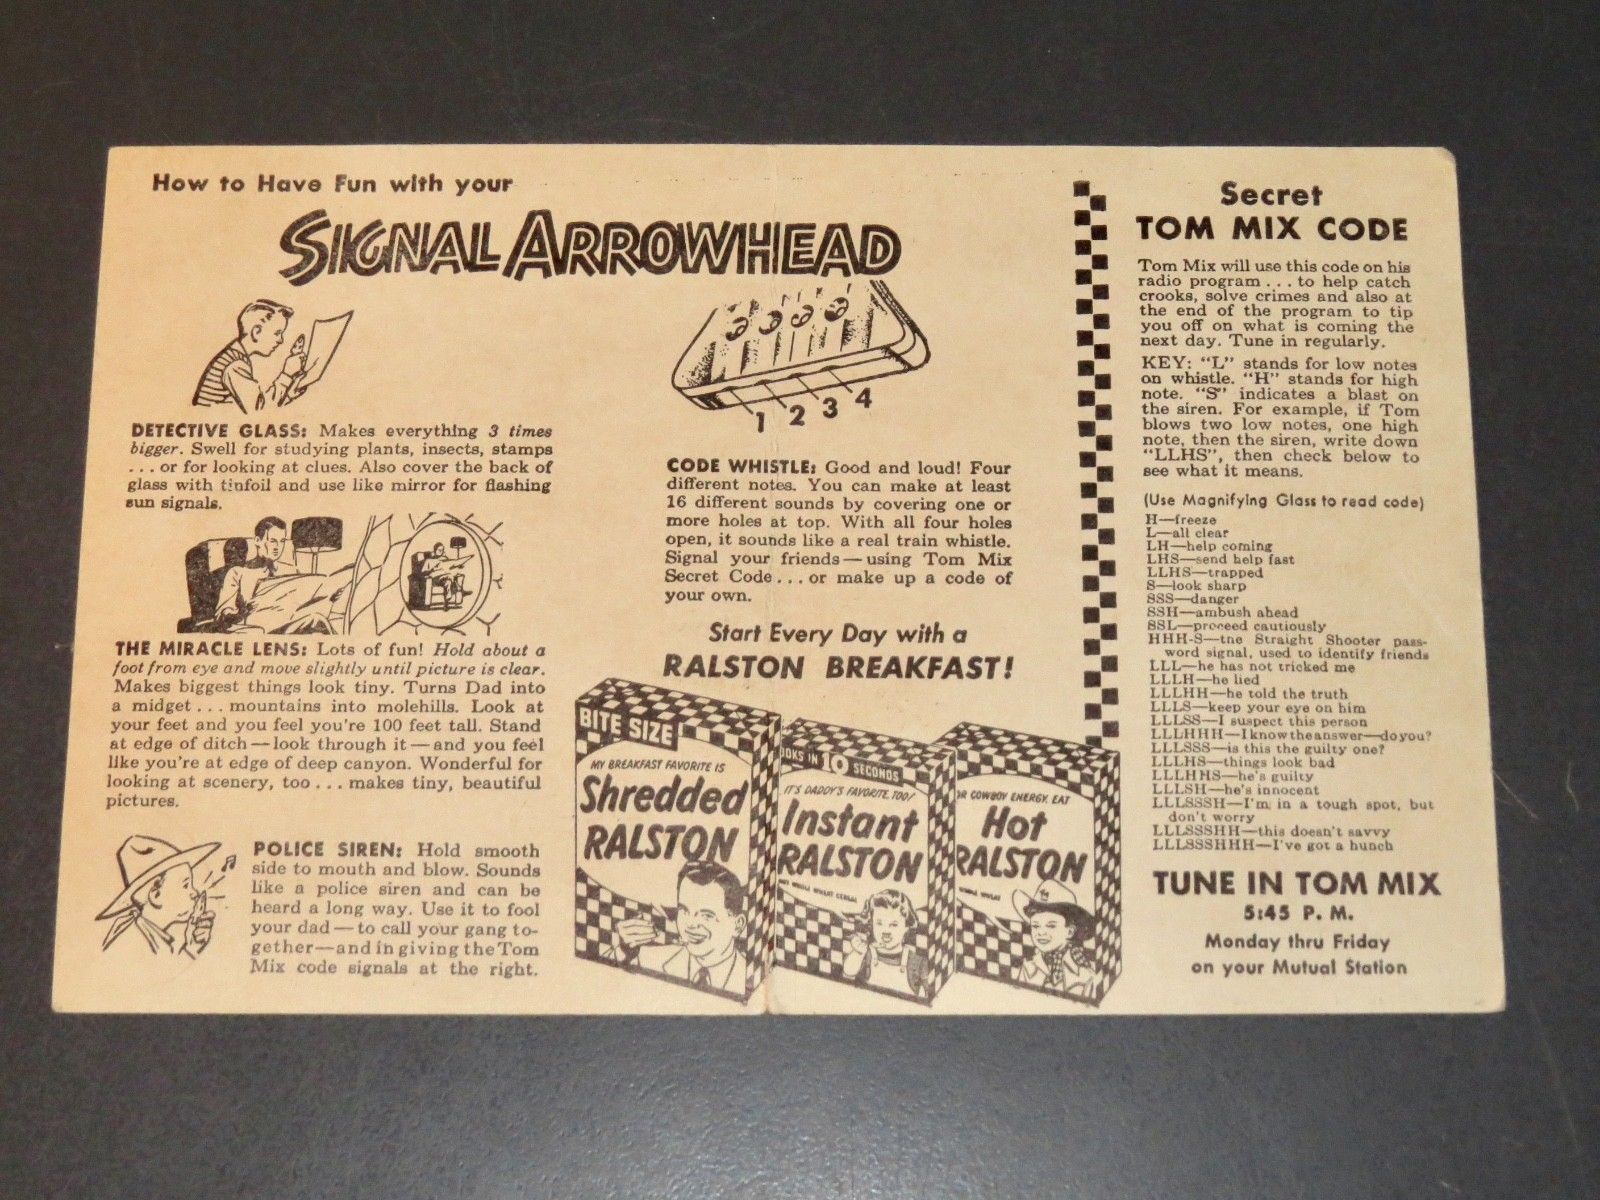 How to Have Fun with your
SIGNAL ARROWHEAD
DETECTIVE GLASS: Makes everything 3 times
bigger. Swell for studying plants, insects, stamps
... or for looking at clues. Also cover the back of
glass with tinfoil and use like mirror for flashing
sun signals.
THE MIRACLE LENS: Lots of fun! Hold about a
foot from eye and move slightly until picture is clear.
Makes biggest things look tiny. Turns Dad into
a midget ... mountains into molehills. Look at
your feet and you feel you're 100 feet tall. Stand
at edge of ditch—look through it—and you feel
like you're at edge of deep canyon. Wonderful for
looking at scenery, too ... makes tiny, beautiful
pictures.
POLICE SIREN: Hold smooth
side to mouth and blow. Sounds
like a police siren and can be
heard a long way. Use it to fool
your dad—to call your gang to-
gether—and in giving the Tom
Mix code signals at the right.
1 2 3 4
CODE WHISTLE: Good and loud! Four
different notes. You can make at least
16 different sounds by covering one or
more holes at top. With all four holes
open, it sounds like a real train whistle.
Signal your friends—using Tom Mix
Secret Code ... or make up a code of
your own.
Start Every Day with a
RALSTON BREAKFAST!
BITE SIZE
MY BREAKFAST FAVORITE IS
Shredded
RALSTON
OOKS IN 10 SECONDS
IT'S DADDY'S FAVORITE, TOO!
Instant
RALSTON
WHOLE WHEAT CEREAL
OR COWBOY ENERGY, EAT
Hot
RALSTON
WHEAT
Secret
TOM MIX CODE
Tom Mix will use this code on his
radio program ... to help catch
crooks, solve crimes and also at
the end of the program to tip
you off on what is coming the
next day. Tune in regularly.
KEY: "L" stands for low notes
on whistle. "H" stands for high
note. "S" indicates a blast on
the siren. For example, if Tom
blows two low notes, one high
note, then the siren, write down
"LLHS", then check below to
see what it means.
(Use Magnifying Glass to read code)
H—freeze
L—all clear
LH—help coming
LHS—send help fast
LLHS—trapped
S—look sharp
SSS—danger
SSH—ambush ahead
SSL—proceed cautiously
HHH-S—the Straight Shooter pass-
word signal, used to identify friends
LLL—he has not tricked me
LLLH—he lied
LLLHH—he told the truth
LLLS—keep your eye on him
LLLSS—I suspect this person
LLLHHH—I know the answer—do you?
LLLSSS—is this the guilty one?
LLLHS—things look bad
LLLHHS—he's guilty
LLLSH—he's innocent
LLLSSSH—I'm in a tough spot, but
don't worry
LLLSSSHH—this doesn't savvy
LLLSSSHHH—I've got a hunch
TUNE IN TOM MIX
5:45 P. M.
Monday thru Friday
on your Mutual Station